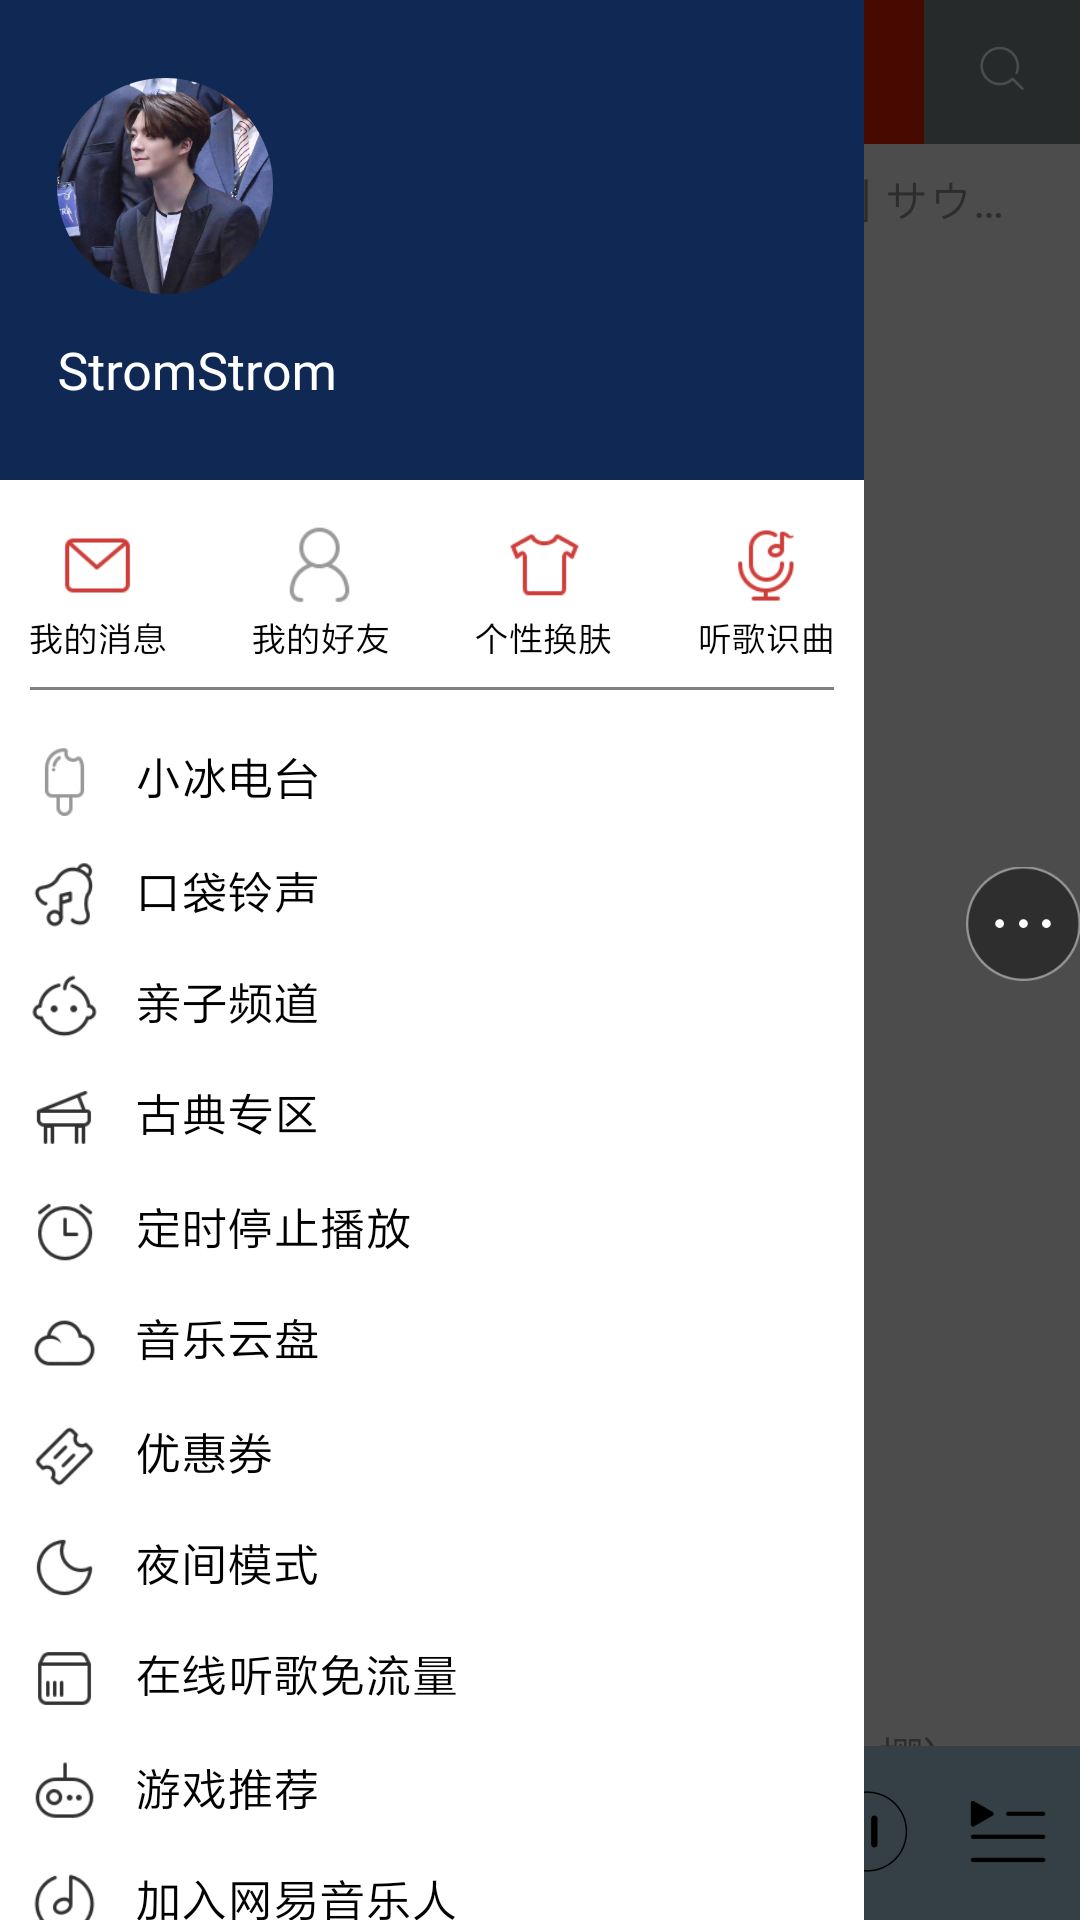 StromStrom
サウ...
我的消息
我的好友
个性换肤
听歌识曲
小冰电台
口袋铃声
亲子频道
古典专区
定时停止播放
音乐云盘
优惠券
夜间模式
在线听歌免流量
游戏推荐
加入网易音乐人